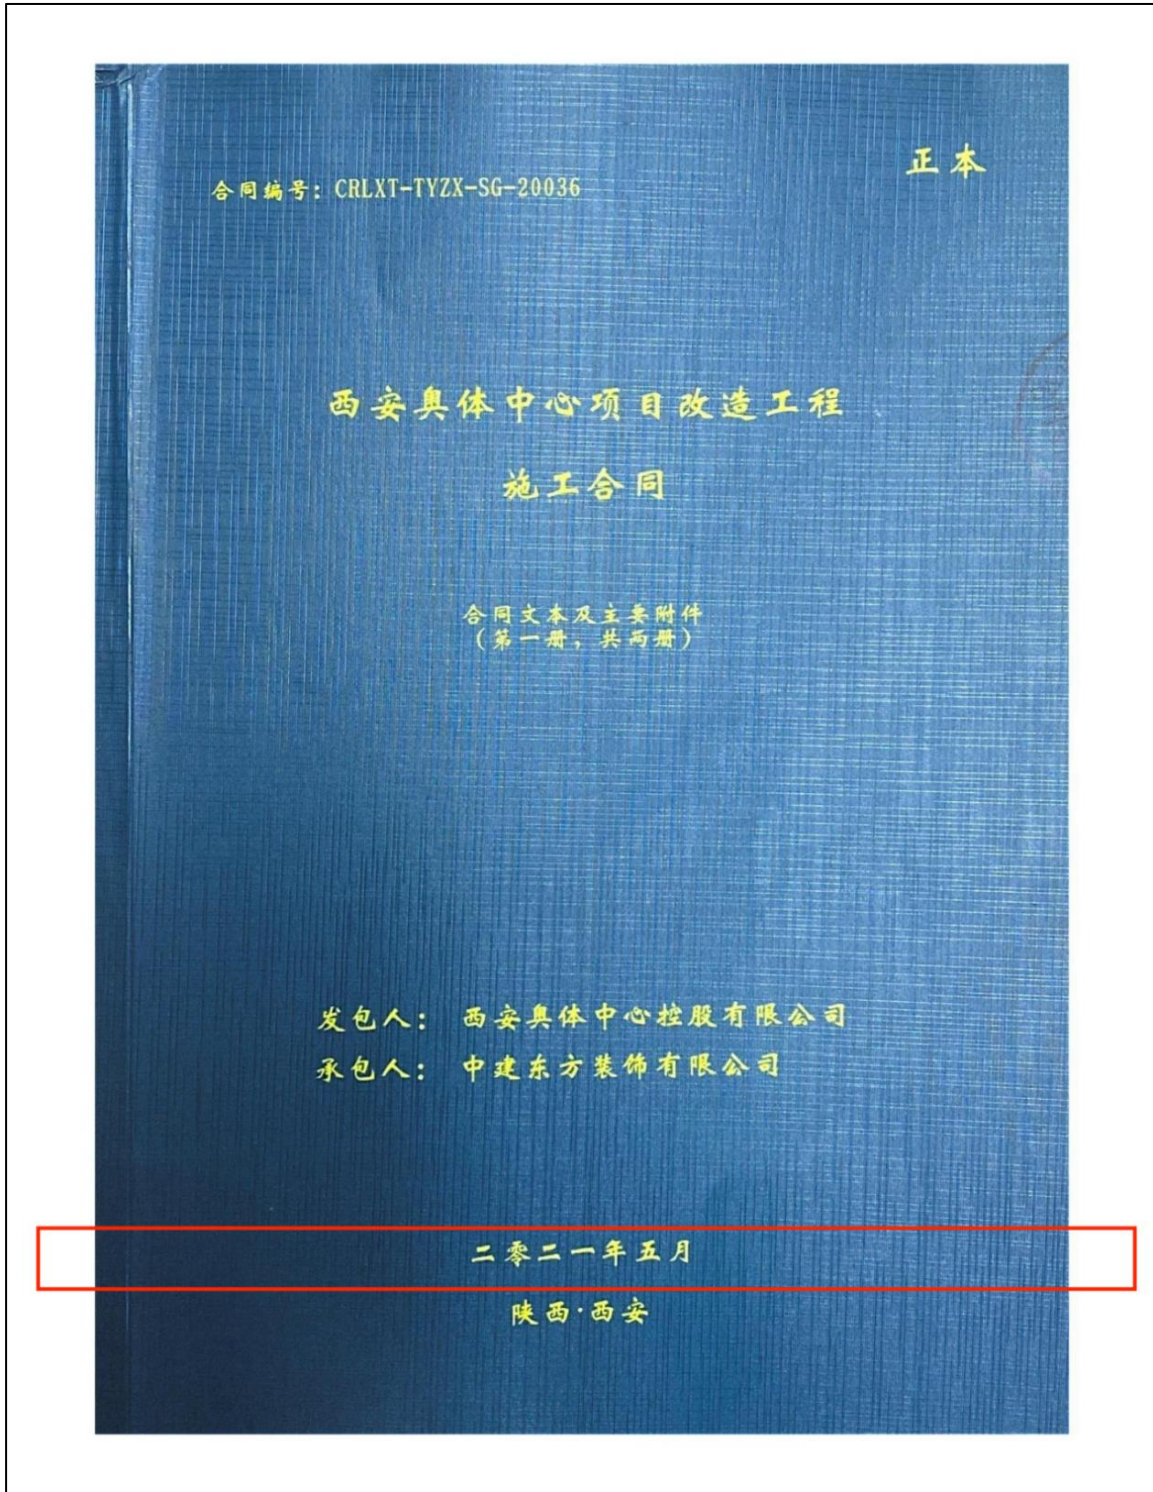 正本
合同编号：CRLXT-TYZX-SG-20036
西安奥体中心项目改造工程
施工合同
合同文本及主要附件
（第一册，共两册）
发包人： 西安奥体中心控股有限公司
承包人： 中建东方装饰有限公司
二零二一年五月
陕西·西安